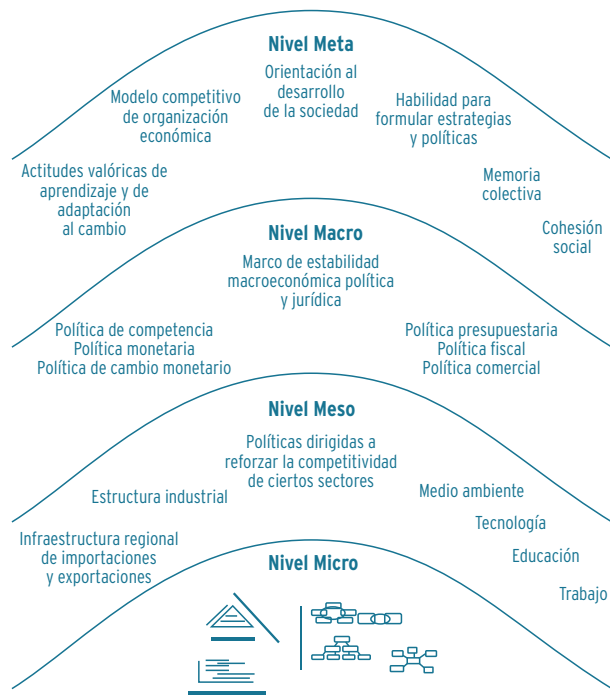 Nivel Meta
Orientación al
desarrollo
de la sociedad
Modelo competitivo
de organización
económica
Habilidad para
formular estrategias
y políticas
Actitudes valóricas de
aprendizaje y de
adaptación
al cambio
Memoria
colectiva
Cohesión
social
Nivel Macro
Marco de estabilidad
macroeconómica política
y jurídica
Política de competencia
Política monetaria
Política de cambio monetario
Política presupuestaria
Política fiscal
Política comercial
Nivel Meso
Políticas dirigidas a
reforzar la competitividad
de ciertos sectores
Estructura industrial
Medio ambiente
Tecnología
Infraestructura regional
de importaciones
y exportaciones
Educación
Trabajo
Nivel Micro